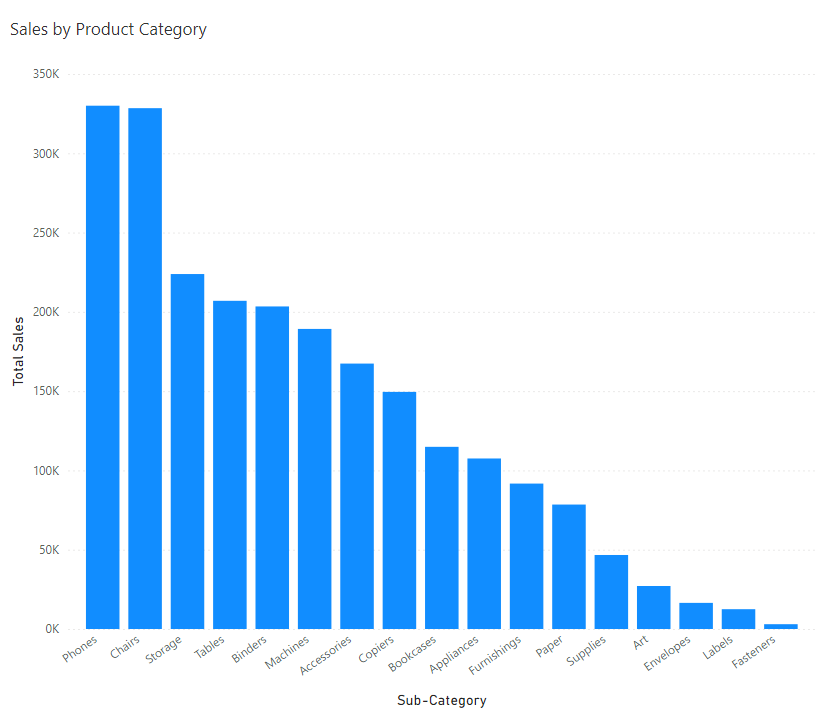 Sales by Product Category
350K
300K
250K
200K
150K
100K
50K
0K
Total Sales
Phones
Chairs
Storage
Tables
Binders
Machines
Accessories
Copiers
Bookcases
Appliances
Furnishings
Paper
Supplies
Art
Envelopes
Labels
Fasteners
Sub-Category